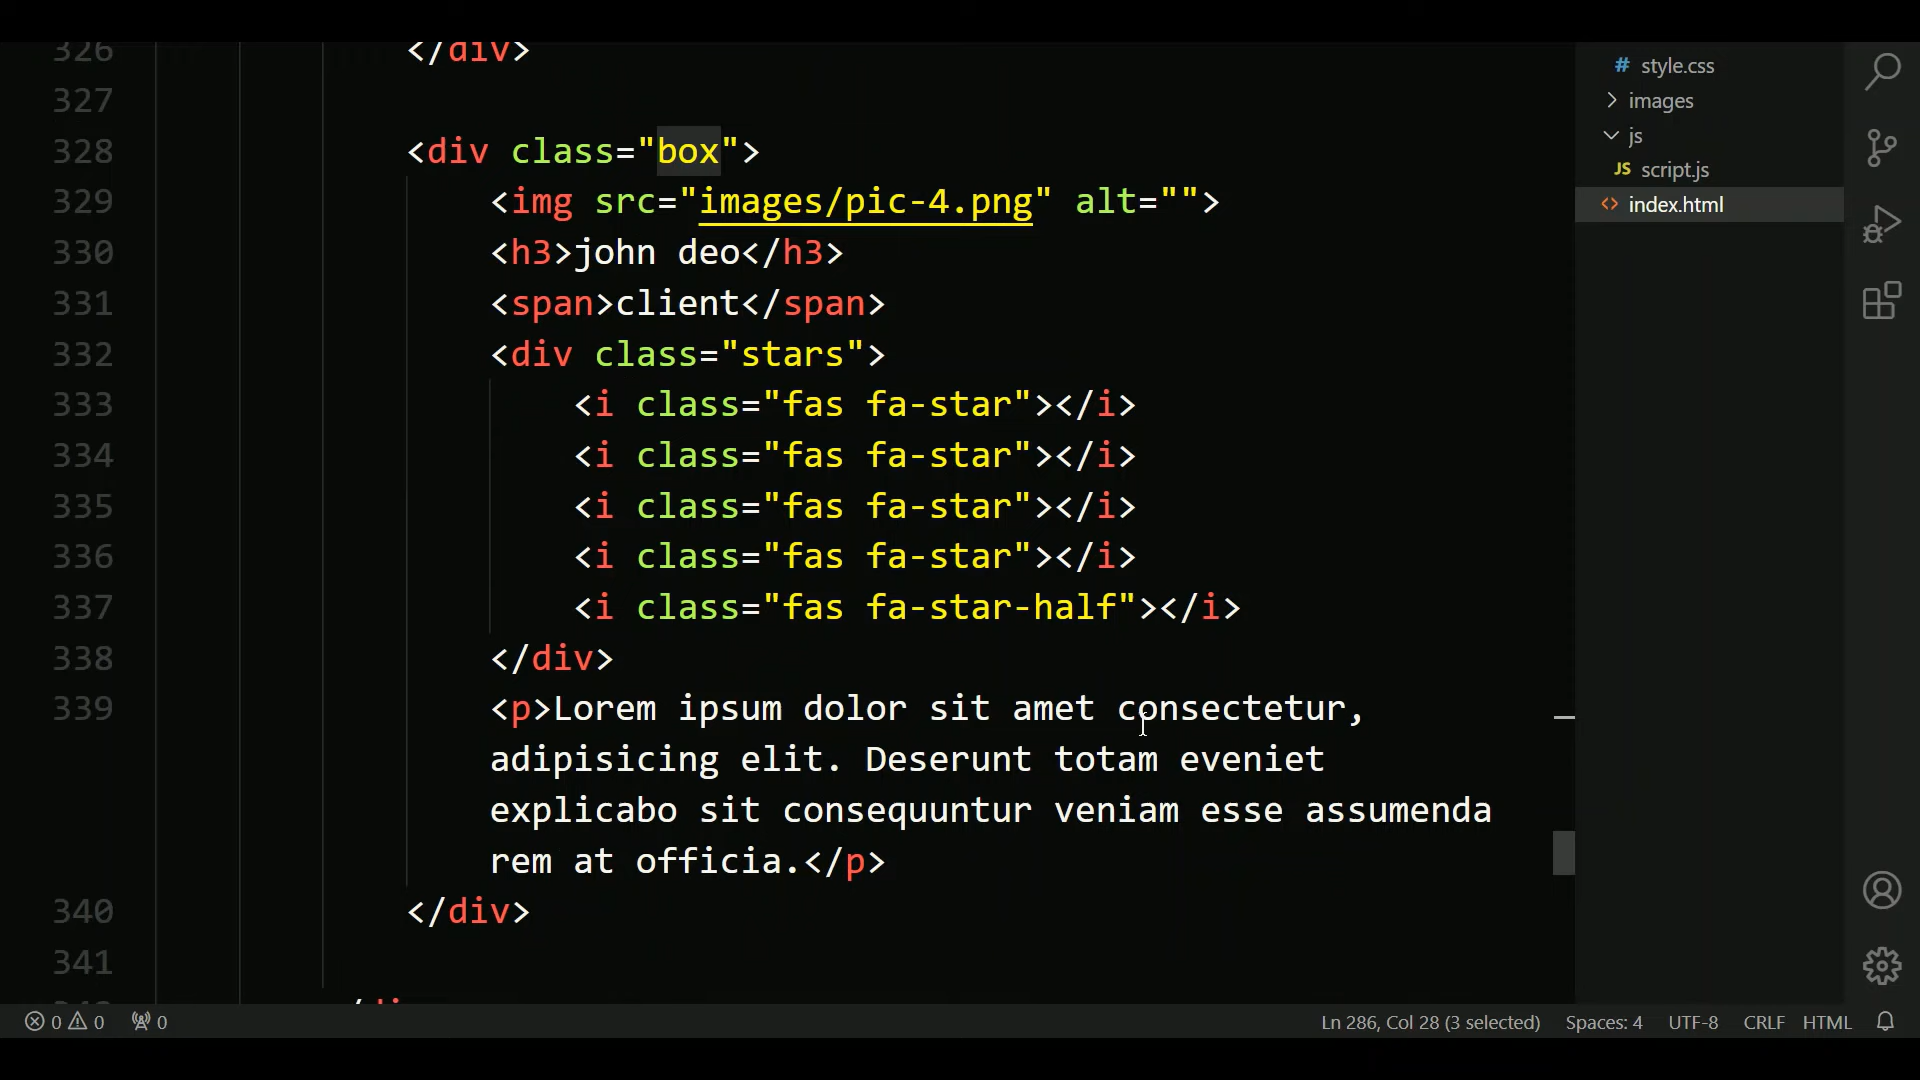 326 </div>
327
328 <div class="box">
329 <img src="images/pic-4.png" alt="">
330 <h3>john deo</h3>
331 <span>client</span>
332 <div class="stars">
333 <i class="fas fa-star"></i>
334 <i class="fas fa-star"></i>
335 <i class="fas fa-star"></i>
336 <i class="fas fa-star"></i>
337 <i class="fas fa-star-half"></i>
338 </div>
339 <p>Lorem ipsum dolor sit amet consectetur,
adipisicing elit. Deserunt totam eveniet
explicabo sit consequuntur veniam esse assumenda
rem at officia.</p>
340 </div>
341
# style.css
images
js
JS script.js
<> index.html
0 0 0
Ln 286, Col 28 (3 selected) Spaces: 4 UTF-8 CRLF HTML